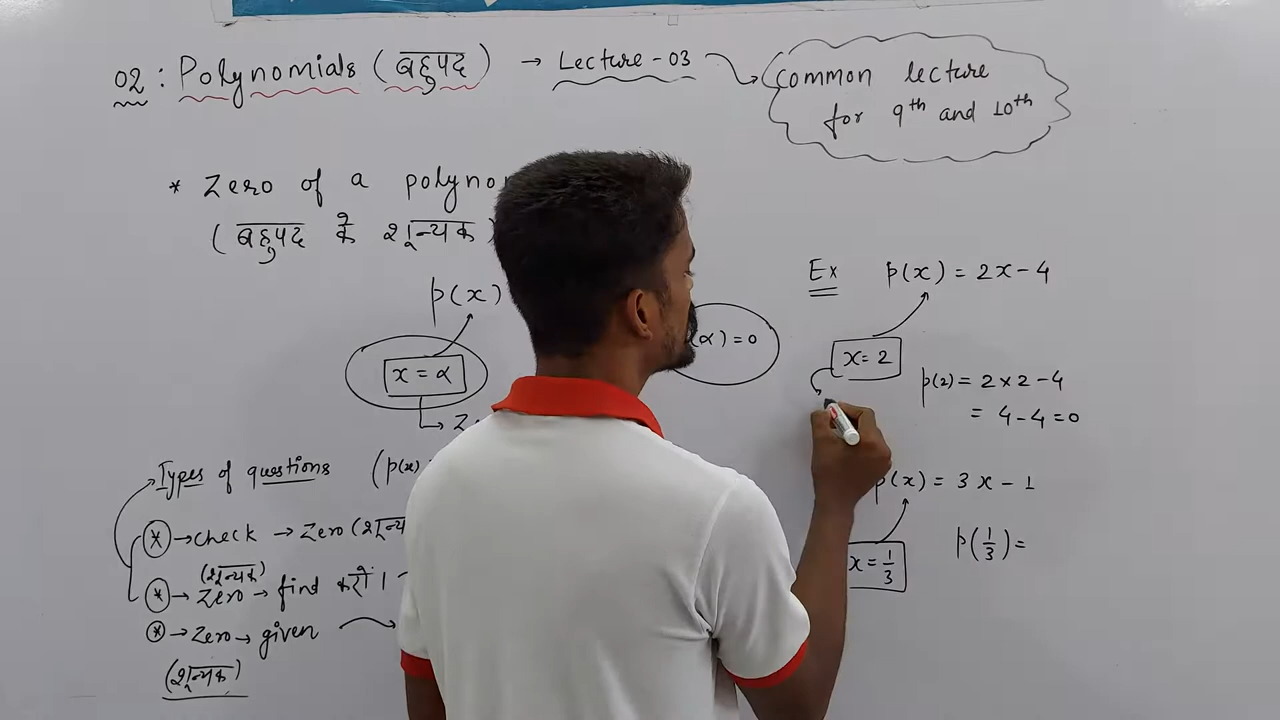 02 : Polynomials (बहुपद) → Lecture - 03
Common lecture
for 9th and 10th
* Zero of a polyno
(बहुपद के शून्यक)
p(x)
x = α
(α) = 0
Types of questions (p(x)
* → check → Zero (शून्यक
(शून्यक)
* → Zero → find करो ।
* → Zero → given
(शून्यक)
Ex p(x) = 2x - 4
x = 2
p(2) = 2 × 2 - 4
= 4 - 4 = 0
p(x) = 3x - 1
x = 1/3
p(1/3) =